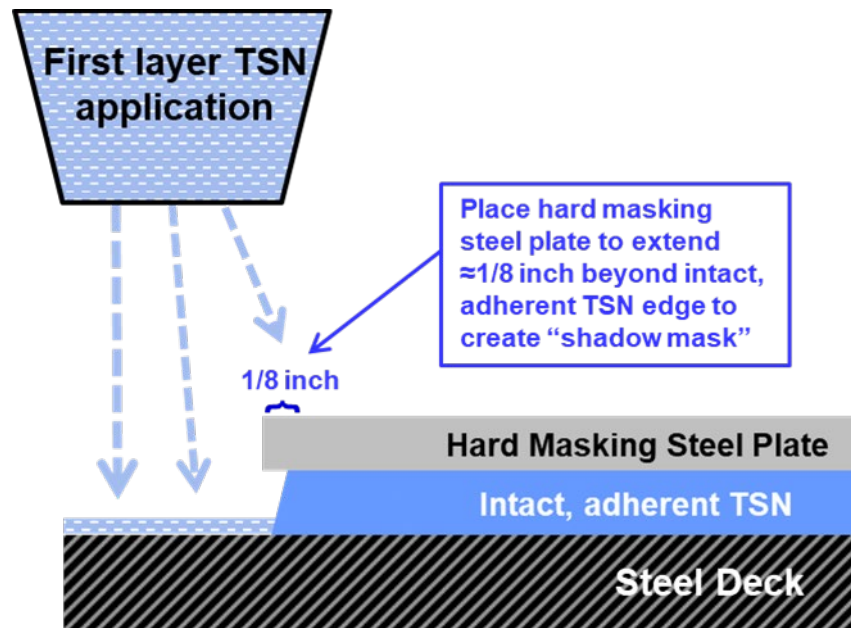 First layer TSN
application
Place hard masking
steel plate to extend
≈1/8 inch beyond intact,
adherent TSN edge to
create “shadow mask”
1/8 inch
Hard Masking Steel Plate
Intact, adherent TSN
Steel Deck